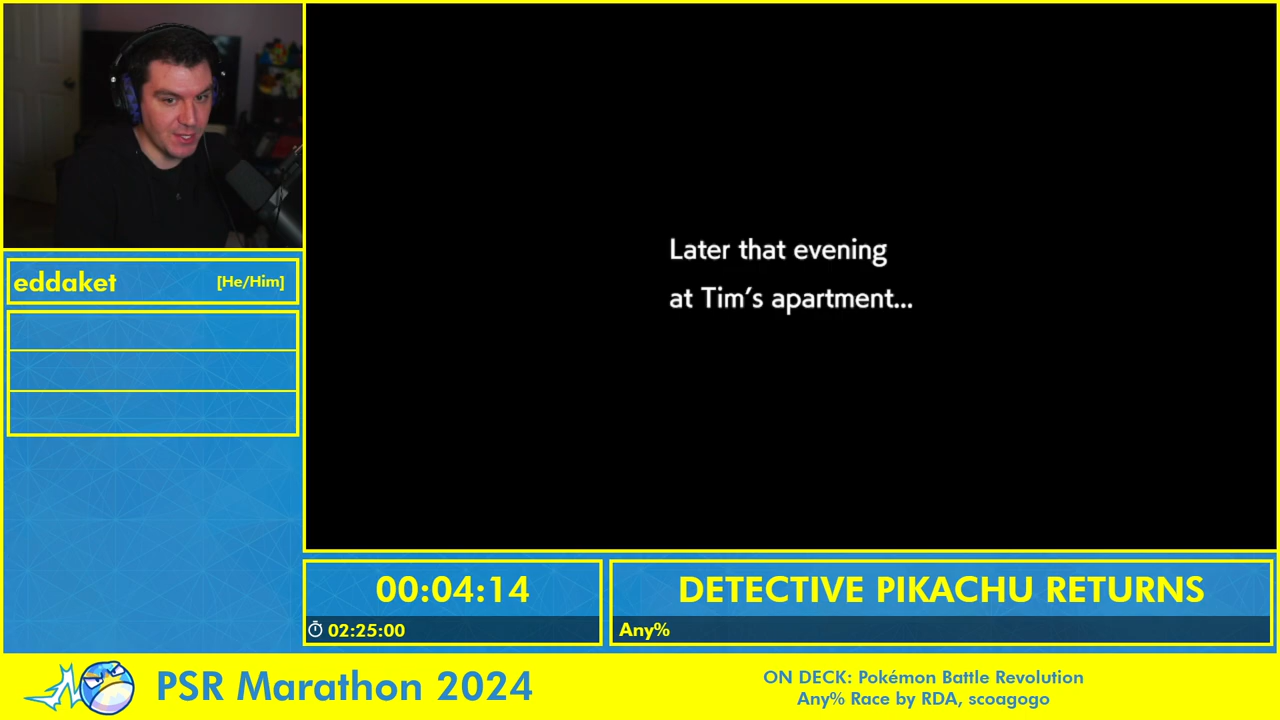 Later that evening
at Tim's apartment...
eddaket
[He/Him]
00:04:14
02:25:00
DETECTIVE PIKACHU RETURNS
Any%
PSR Marathon 2024
ON DECK: Pokémon Battle Revolution
Any% Race by RDA, scoagogo